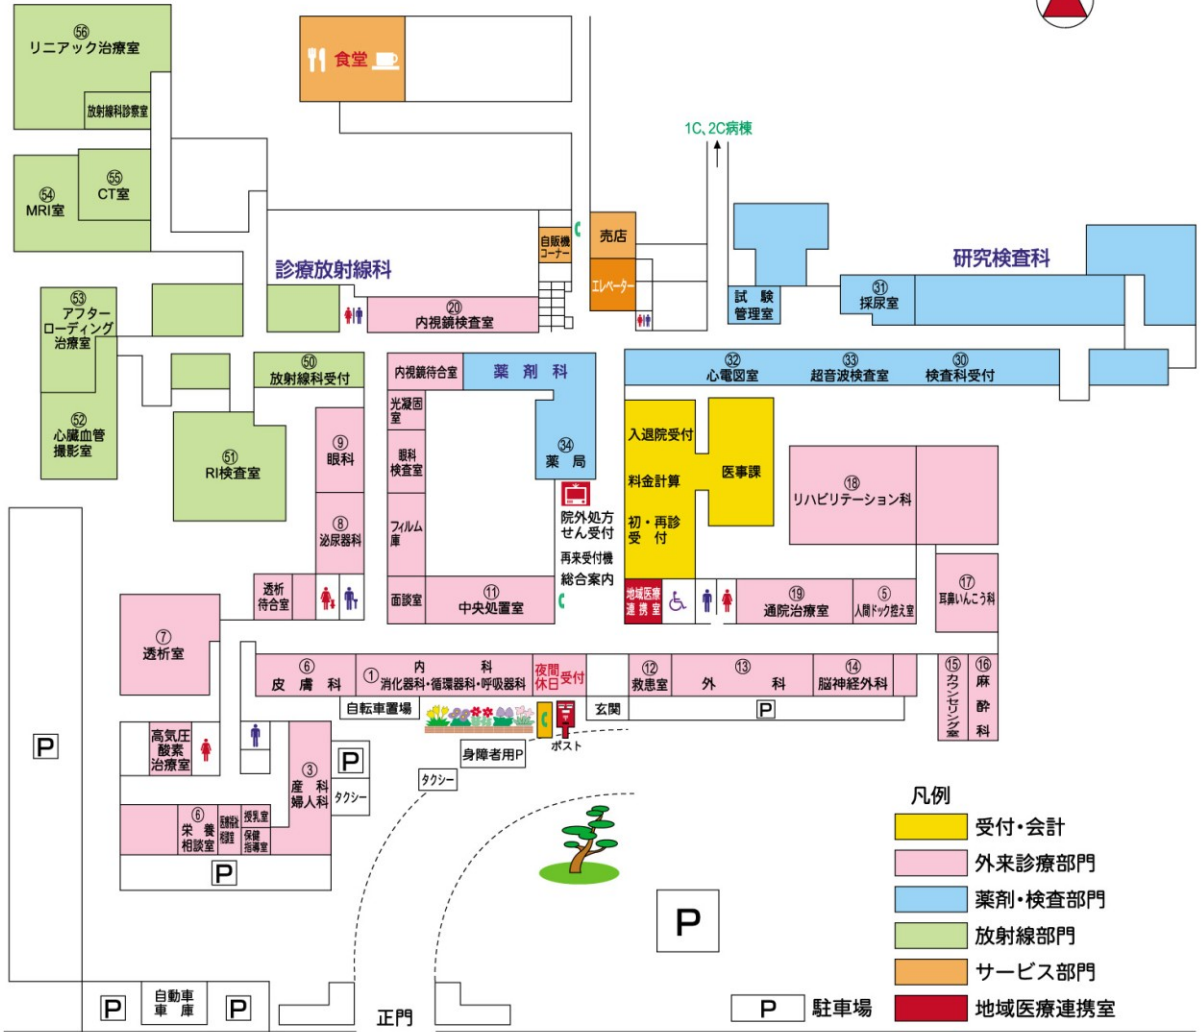 56
リニアック治療室
放射線科診察室
食堂
1C、2C病棟
55
CT室
54
MRI室
自販機
コーナー
売店
エレベーター
診療放射線科
研究検査科
53
アフター
ローディング
治療室
20
内視鏡検査室
試験
管理室
31
採尿室
50
放射線科受付
内視鏡待合室
薬剤科
32
心電図室
33
超音波検査室
30
検査科受付
光凝固
室
52
心臓血管
撮影室
51
RI検査室
9
眼科
眼科
検査室
34
薬局
入退院受付
料金計算
初・再診
受付
医事課
18
リハビリテーション科
8
泌尿器科
フィルム
庫
院外処方
せん受付
再来受付機
総合案内
透析
待合室
面談室
11
中央処置室
地域医療
連携室
19
通院治療室
5
人間ドック控え室
17
耳鼻いんこう科
7
透析室
6
皮膚科
1
内科
消化器科・循環器科・呼吸器科
夜間
休日
受付
12
救患室
13
外科
14
脳神経外科
15
カウンセリング室
16
麻酔科
自転車置場
玄関
P
ポスト
身障者用P
タクシー
P
高気圧
酸素
治療室
3
産科
婦人科
P
タクシー
6
栄養
相談室
授乳室
保健
指導室
P
P
P
自動車
車庫
P
正門
凡例
受付・会計
外来診療部門
薬剤・検査部門
放射線部門
サービス部門
地域医療連携室
P
駐車場